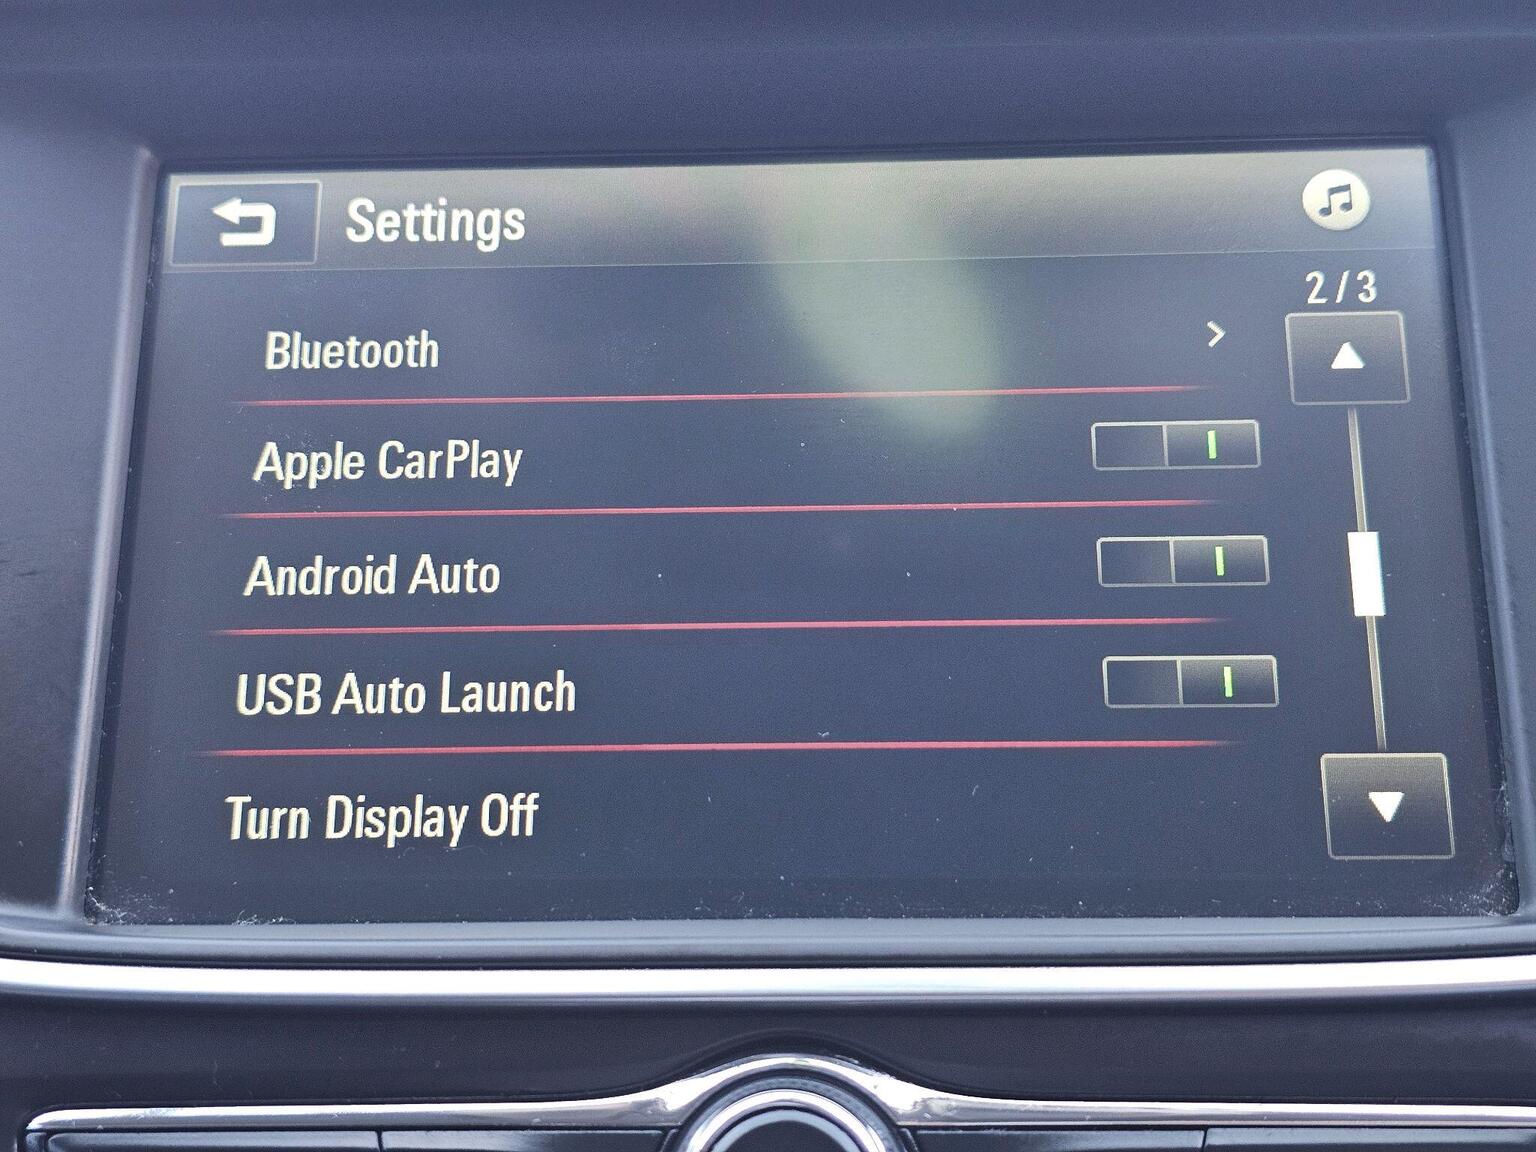 Settings
2/3
Bluetooth
Apple CarPlay
Android Auto
USB Auto Launch
Turn Display Off